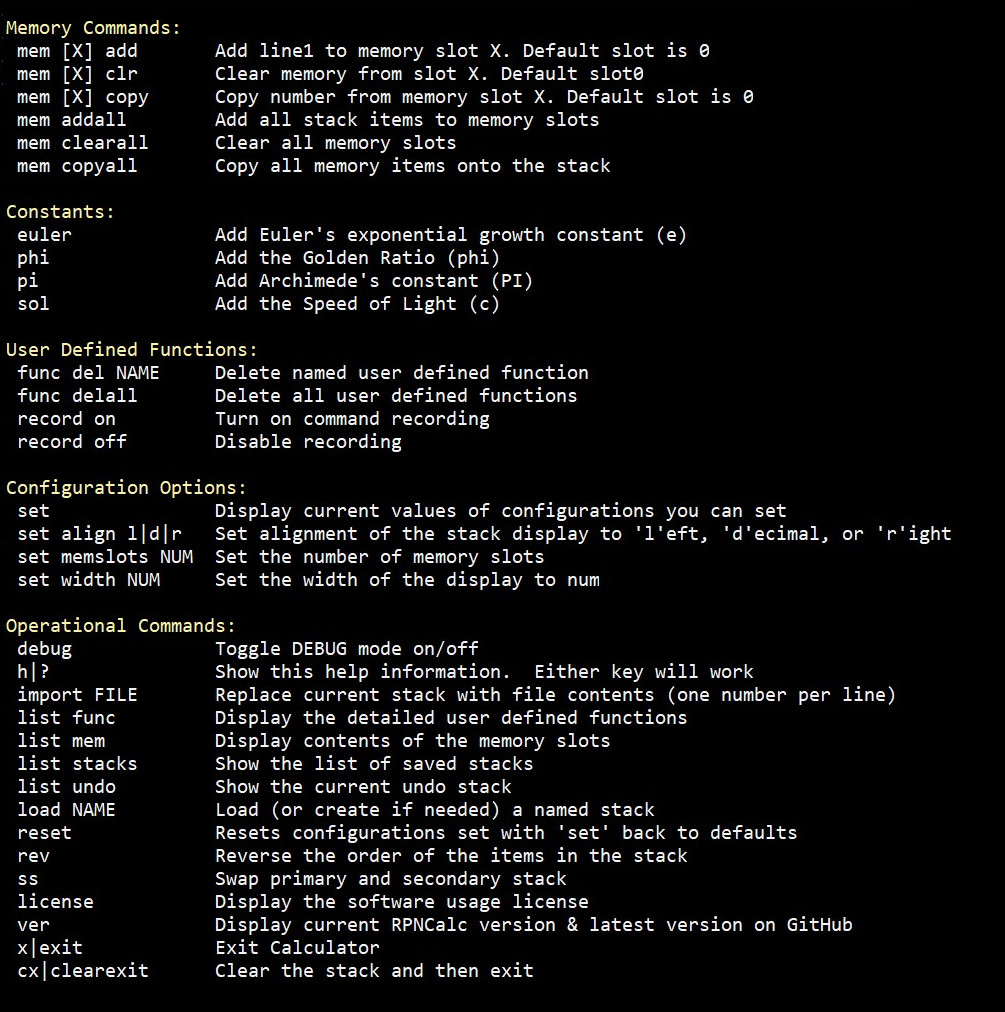 Memory Commands:
mem [X] add Add line1 to memory slot X. Default slot is 0
mem [X] clr Clear memory from slot X. Default slot0
mem [X] copy Copy number from memory slot X. Default slot is 0
mem addall Add all stack items to memory slots
mem clearall Clear all memory slots
mem copyall Copy all memory items onto the stack
Constants:
euler Add Euler's exponential growth constant (e)
phi Add the Golden Ratio (phi)
pi Add Archimede's constant (PI)
sol Add the Speed of Light (c)
User Defined Functions:
func del NAME Delete named user defined function
func delall Delete all user defined functions
record on Turn on command recording
record off Disable recording
Configuration Options:
set Display current values of configurations you can set
set align l|d|r Set alignment of the stack display to 'l'eft, 'd'ecimal, or 'r'ight
set memslots NUM Set the number of memory slots
set width NUM Set the width of the display to num
Operational Commands:
debug Toggle DEBUG mode on/off
h|? Show this help information.  Either key will work
import FILE Replace current stack with file contents (one number per line)
list func Display the detailed user defined functions
list mem Display contents of the memory slots
list stacks Show the list of saved stacks
list undo Show the current undo stack
load NAME Load (or create if needed) a named stack
reset Resets configurations set with 'set' back to defaults
rev Reverse the order of the items in the stack
ss Swap primary and secondary stack
license Display the software usage license
ver Display current RPNCalc version & latest version on GitHub
x|exit Exit Calculator
cx|clearexit Clear the stack and then exit